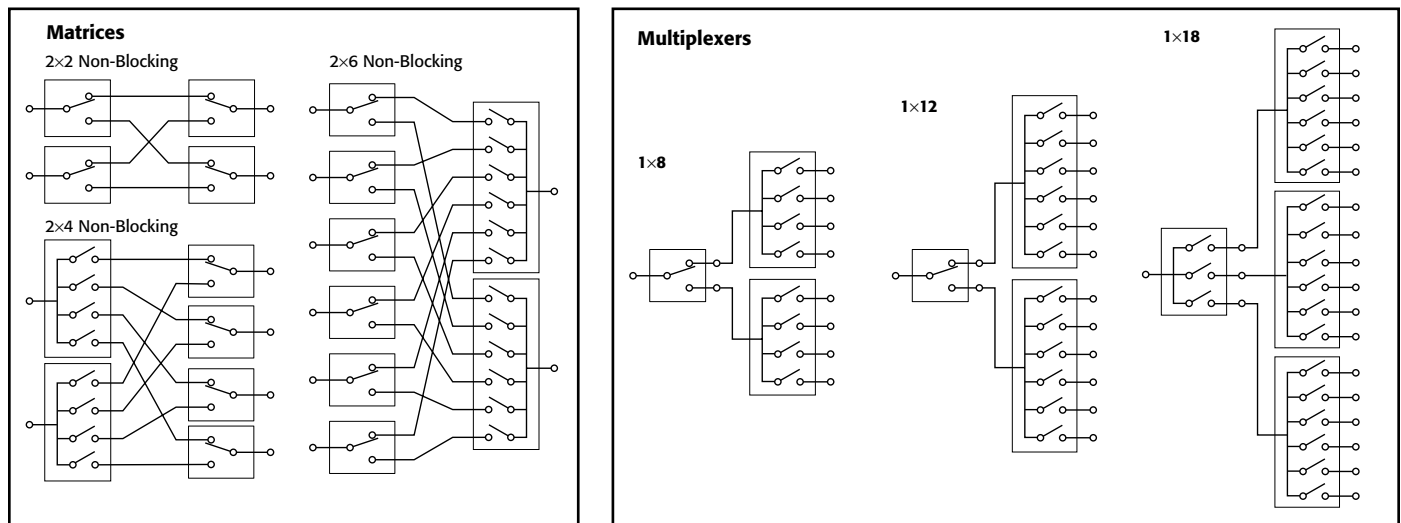 Matrices
2×2 Non-Blocking
2×6 Non-Blocking
2×4 Non-Blocking
Multiplexers
1×8
1×12
1×18